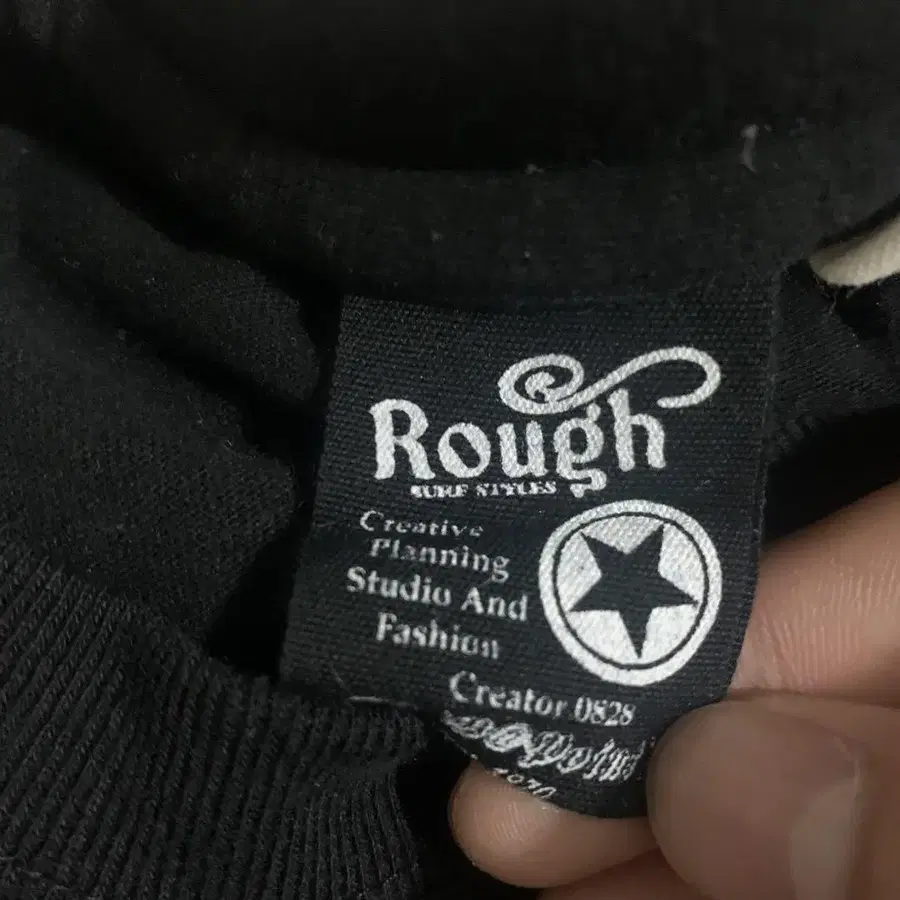 Rough
SURF STYLES
Creative
Planning
Studio And
Fashion
Creator 0828